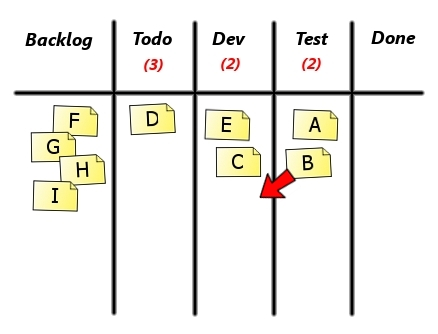 Backlog Todo Dev Test Done
(3) (2) (2)
F D E A
G C B
H
I